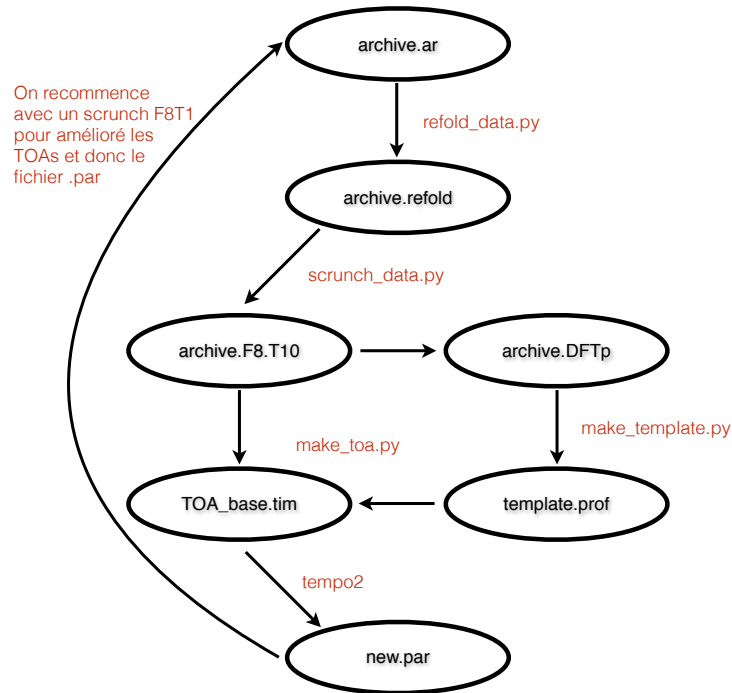 archive.ar
On recommence
avec un scrunch F8T1
pour amélioré les
TOAs et donc le
fichier .par
refold_data.py
archive.refold
scrunch_data.py
archive.F8.T10
archive.DFTp
make_toa.py
make_template.py
TOA_base.tim
template.prof
tempo2
new.par